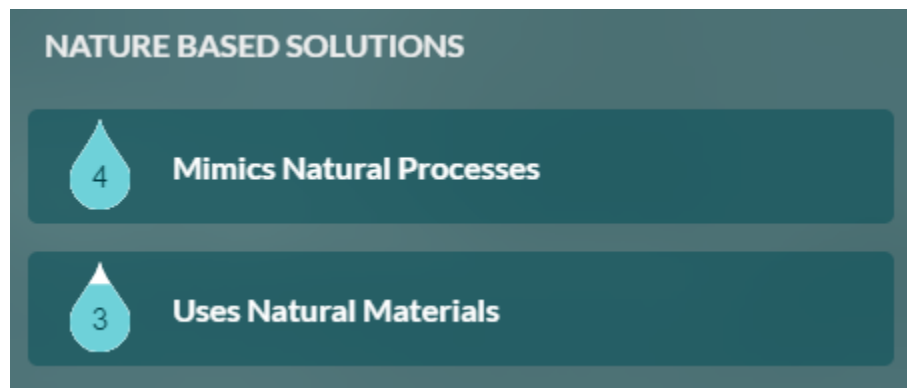 NATURE BASED SOLUTIONS
4 Mimics Natural Processes
3 Uses Natural Materials